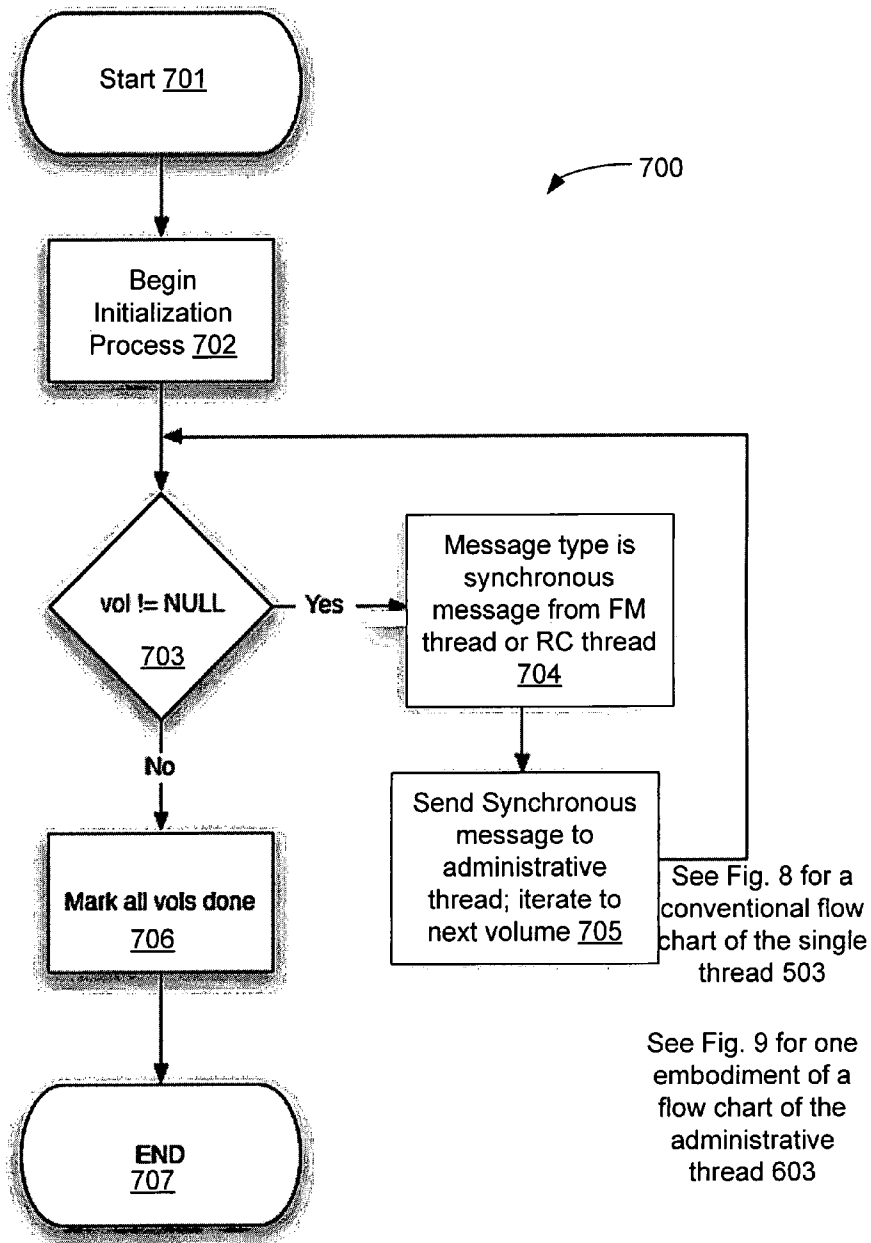 Start 701
700
Begin
Initialization
Process 702
vol != NULL
703
Yes
Message type is
synchronous
message from FM
thread or RC thread
704
No
Send Synchronous
message to
administrative
thread; iterate to
next volume 705
See Fig. 8 for a
conventional flow
chart of the single
thread 503
Mark all vols done
706
See Fig. 9 for one
embodiment of a
flow chart of the
administrative
thread 603
END
707